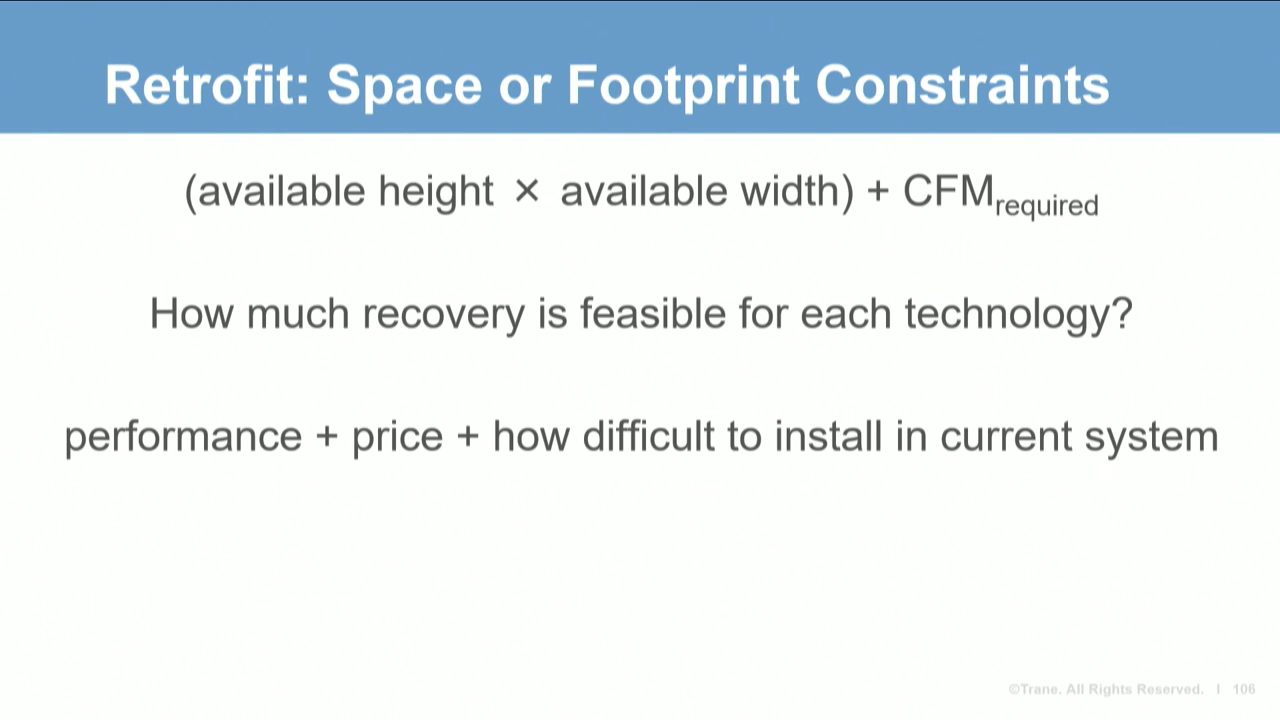 Retrofit: Space or Footprint Constraints
(available height × available width) + CFMrequired
How much recovery is feasible for each technology?
performance + price + how difficult to install in current system
©Trane. All Rights Reserved. I 106